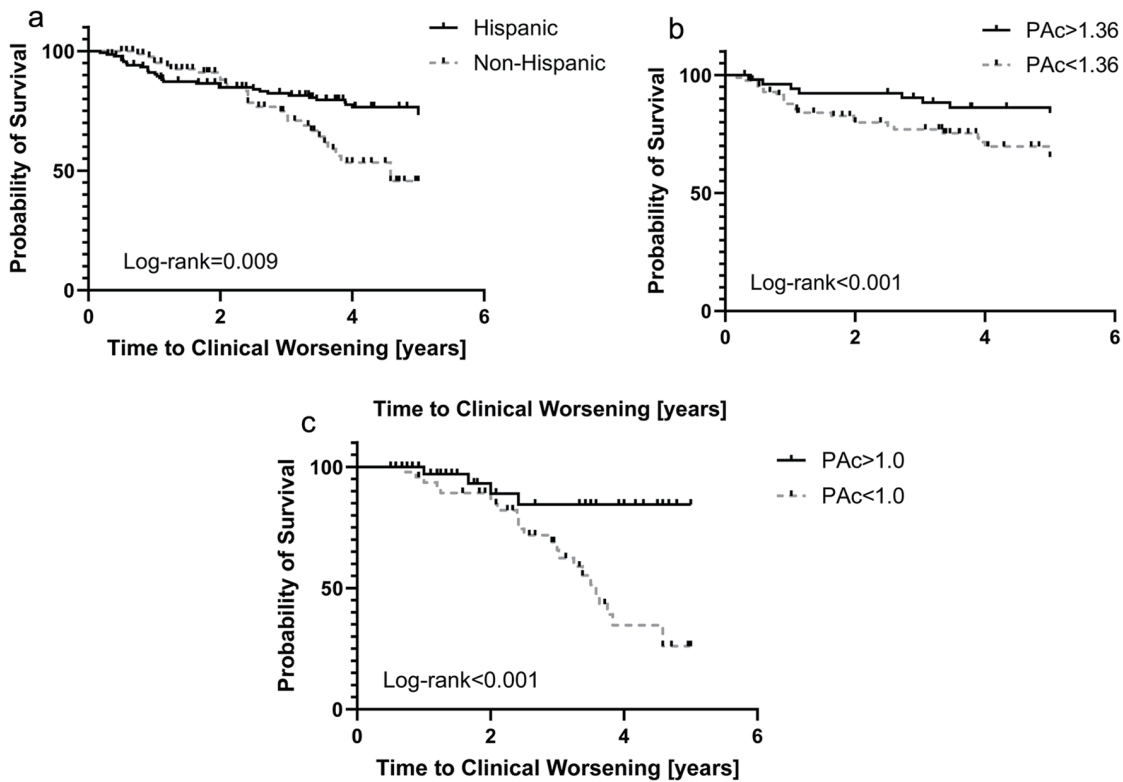 a
Hispanic
Non-Hispanic
Probability of Survival
100
50
0
Log-rank=0.009
0 2 4 6
Time to Clinical Worsening [years]
b
PAc>1.36
PAc<1.36
Probability of Survival
100
50
0
Log-rank<0.001
0 2 4 6
Time to Clinical Worsening [years]
c
PAc>1.0
PAc<1.0
Probability of Survival
100
50
0
Log-rank<0.001
0 2 4 6
Time to Clinical Worsening [years]